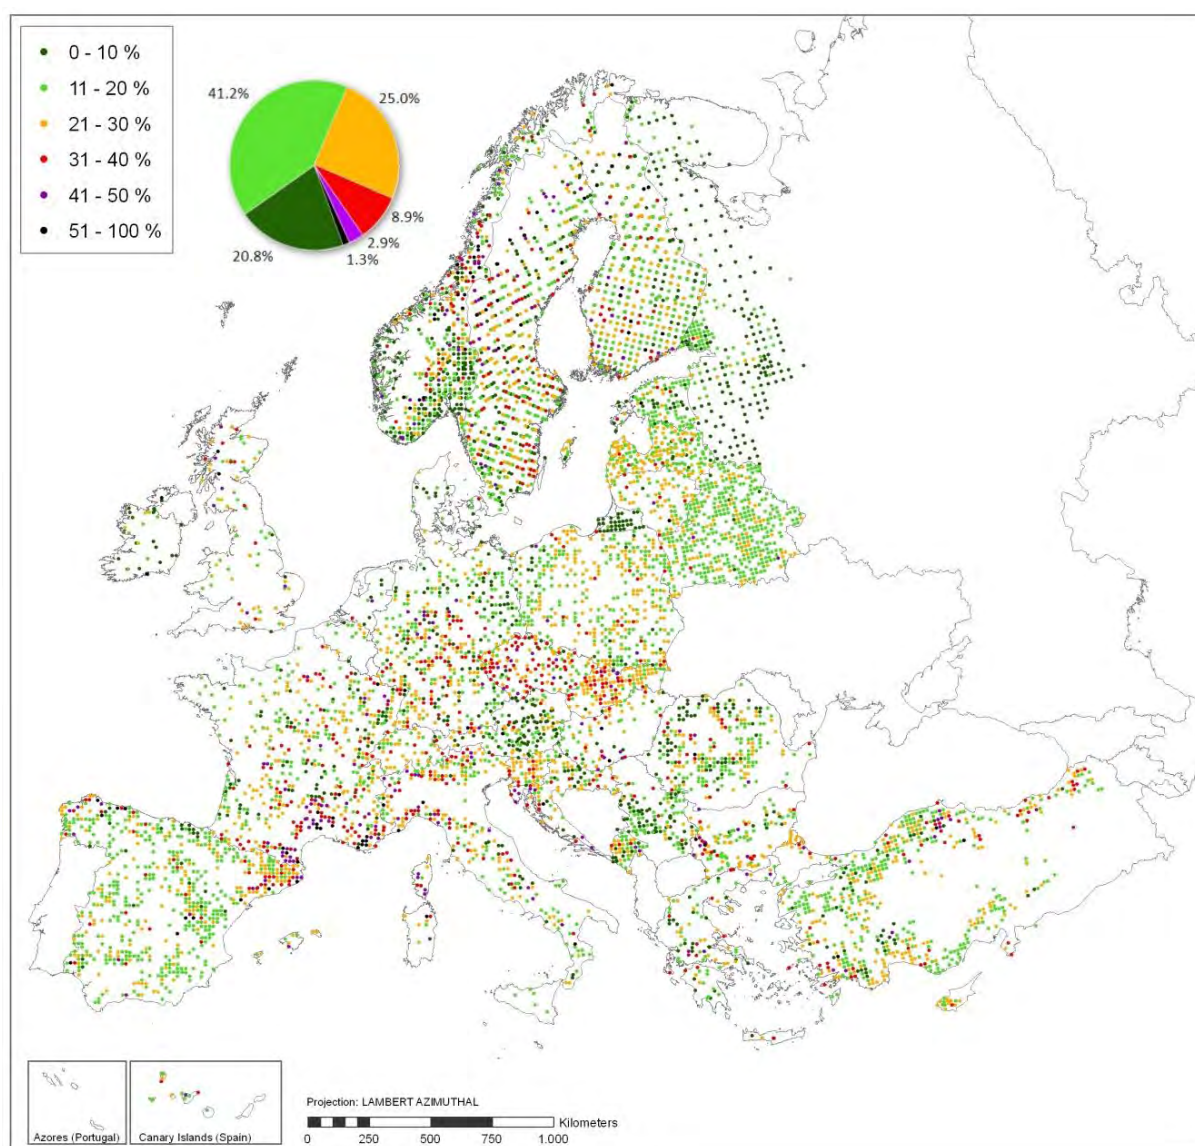 0 - 10 %
11 - 20 %
21 - 30 %
31 - 40 %
41 - 50 %
51 - 100 %
41.2%
25.0%
8.9%
2.9%
1.3%
20.8%
Azores (Portugal)
Canary Islands (Spain)
Projection: LAMBERT AZIMUTHAL
Kilometers
0 250 500 750 1.000